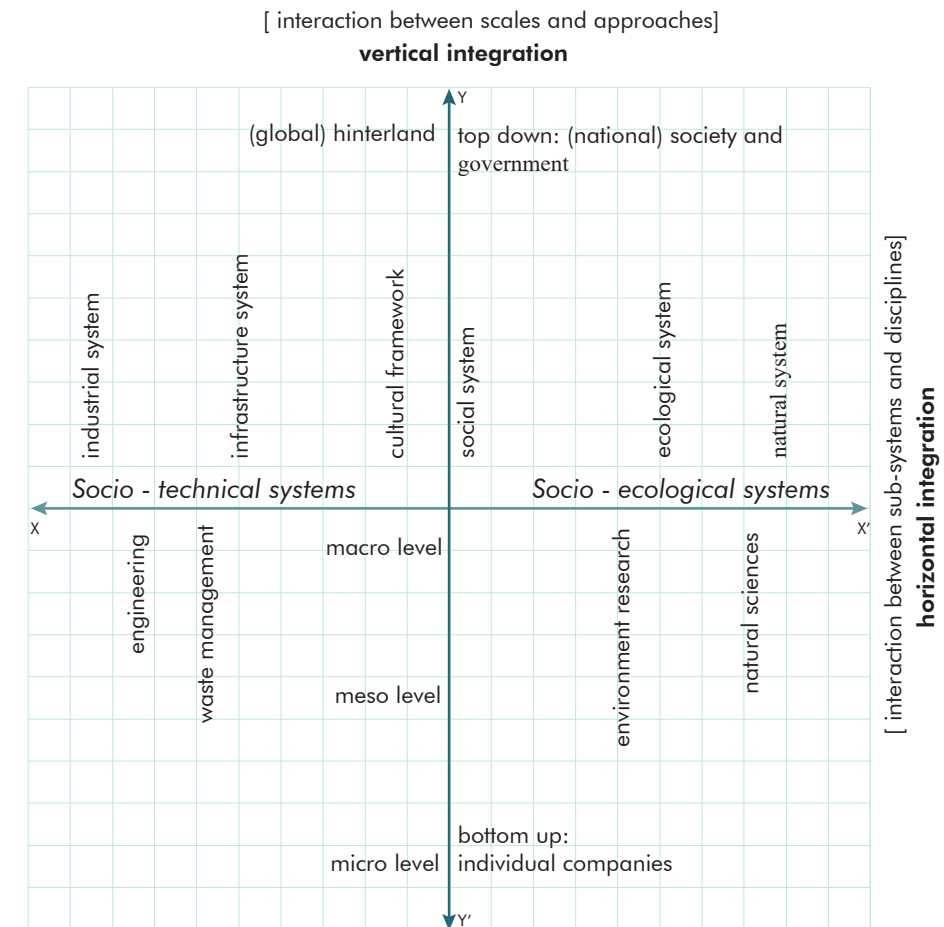 [ interaction between scales and approaches]
vertical integration
Y
(global) hinterland
top down: (national) society and
government
industrial system
infrastructure system
cultural framework
social system
ecological system
natural system
Socio - technical systems
Socio - ecological systems
X
X'
engineering
waste management
macro level
meso level
environment research
natural sciences
micro level
bottom up:
individual companies
Y'
[ interaction between sub-systems and disciplines]
horizontal integration